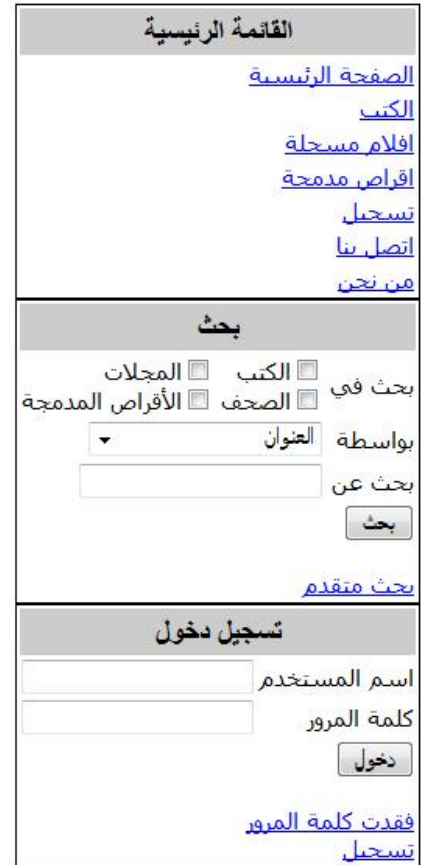 القائمة الرئيسية
الصفحة الرئيسية
الكتب
افلام مسجلة
اقراص مدمجة
تسجيل
اتصل بنا
من نحن
بحث
بحث في الكتب المجلات
الصحف الأقراص المدمجة
بواسطة العنوان
بحث عن
بحث
بحث متقدم
تسجيل دخول
اسم المستخدم
كلمة المرور
دخول
فقدت كلمة المرور
تسجيل